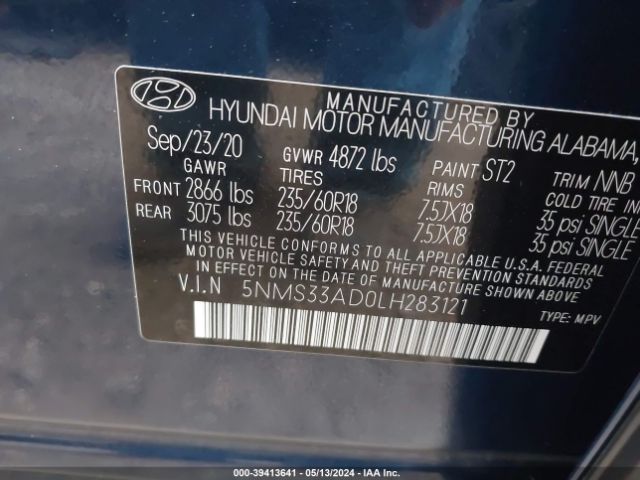 MANUFACTURED BY
HYUNDAI MOTOR MANUFACTURING ALABAMA,
Sep/23/20 GVWR 4872 lbs PAINT ST2 TRIM NNB
GAWR TIRES RIMS COLD TIRE IN
FRONT 2866 lbs 235/60R18 7.5JX18 35 psi SINGLE
REAR 3075 lbs 235/60R18 7.5JX18 35 psi SINGLE
THIS VEHICLE CONFORMS TO ALL APPLICABLE U.S.A. FEDERAL
MOTOR VEHICLE SAFETY AND THEFT PREVENTION
IN EFFECT ON THE DATE OF MANUFACTURE SHOWN ABOVE.
V.I.N 5NMS33AD0LH283121
TYPE: MPV
000-39413641 - 05/13/2024 - IAA Inc.